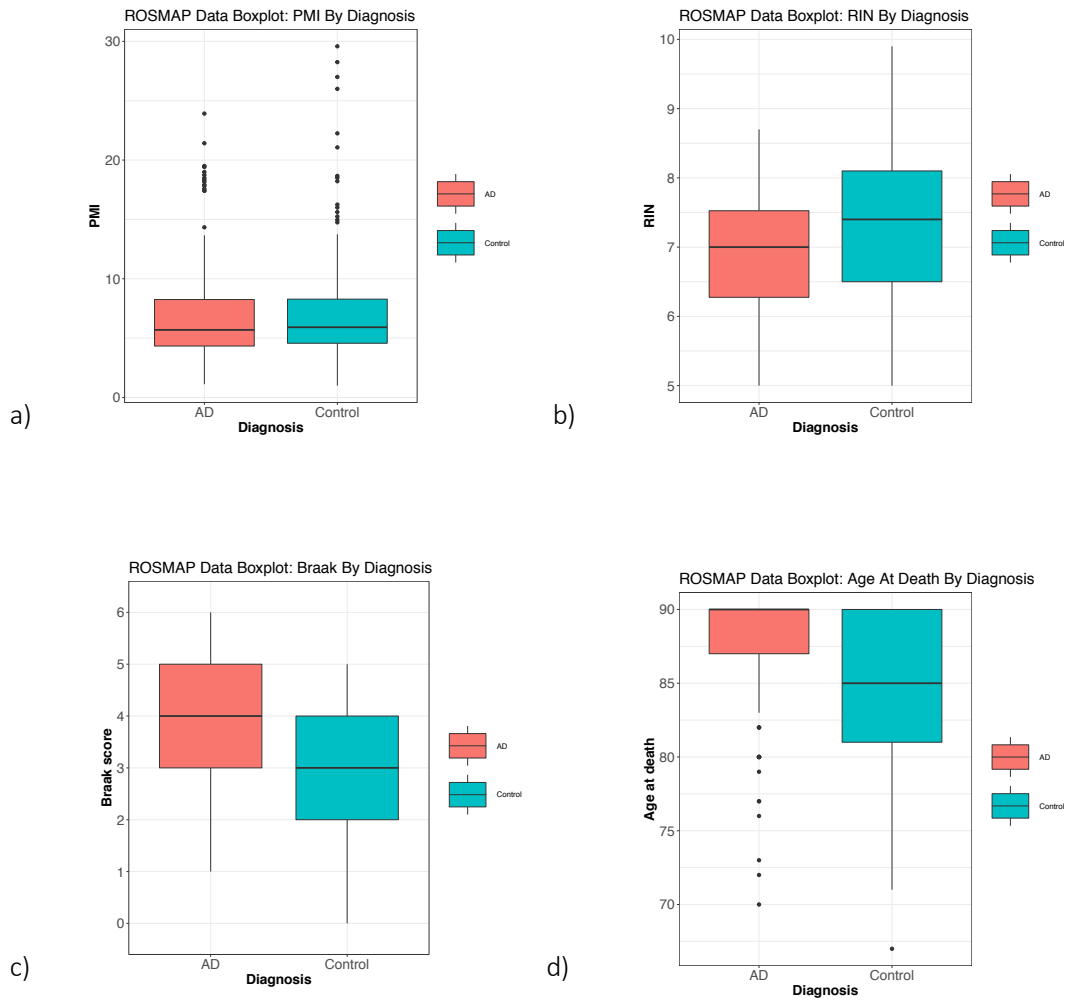 ROSMAP Data Boxplot: PMI By Diagnosis
30
20
10
0
PMI
AD
Control
Diagnosis
AD
Control
a)
ROSMAP Data Boxplot: RIN By Diagnosis
10
9
8
7
6
5
RIN
AD
Control
Diagnosis
AD
Control
b)
ROSMAP Data Boxplot: Braak By Diagnosis
6
5
4
3
2
1
0
Braak score
AD
Control
Diagnosis
AD
Control
c)
ROSMAP Data Boxplot: Age At Death By Diagnosis
90
85
80
75
70
Age at death
AD
Control
Diagnosis
AD
Control
d)